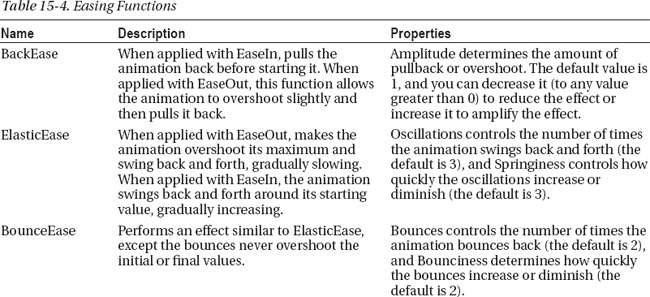 Table 15-4. Easing Functions
Name Description Properties
BackEase When applied with EaseIn, pulls the Amplitude determines the amount of
animation back before starting it. When pullback or overshoot. The default value is
applied with EaseOut, this function allows 1, and you can decrease it (to any value
the animation to overshoot slightly and greater than 0) to reduce the effect or
then pulls it back. increase it to amplify the effect.
ElasticEase When applied with EaseOut, makes the Oscillations controls the number of times
animation overshoot its maximum and the animation swings back and forth (the
swing back and forth, gradually slowing. default is 3), and Springiness controls how
When applied with EaseIn, the animation quickly the oscillations increase or
swings back and forth around its starting diminish (the default is 3).
value, gradually increasing.
BounceEase Performs an effect similar to ElasticEase, Bounces controls the number of times the
except the bounces never overshoot the animation bounces back (the default is 2),
initial or final values. and Bounciness determines how quickly
the bounces increase or diminish (the
default is 2).